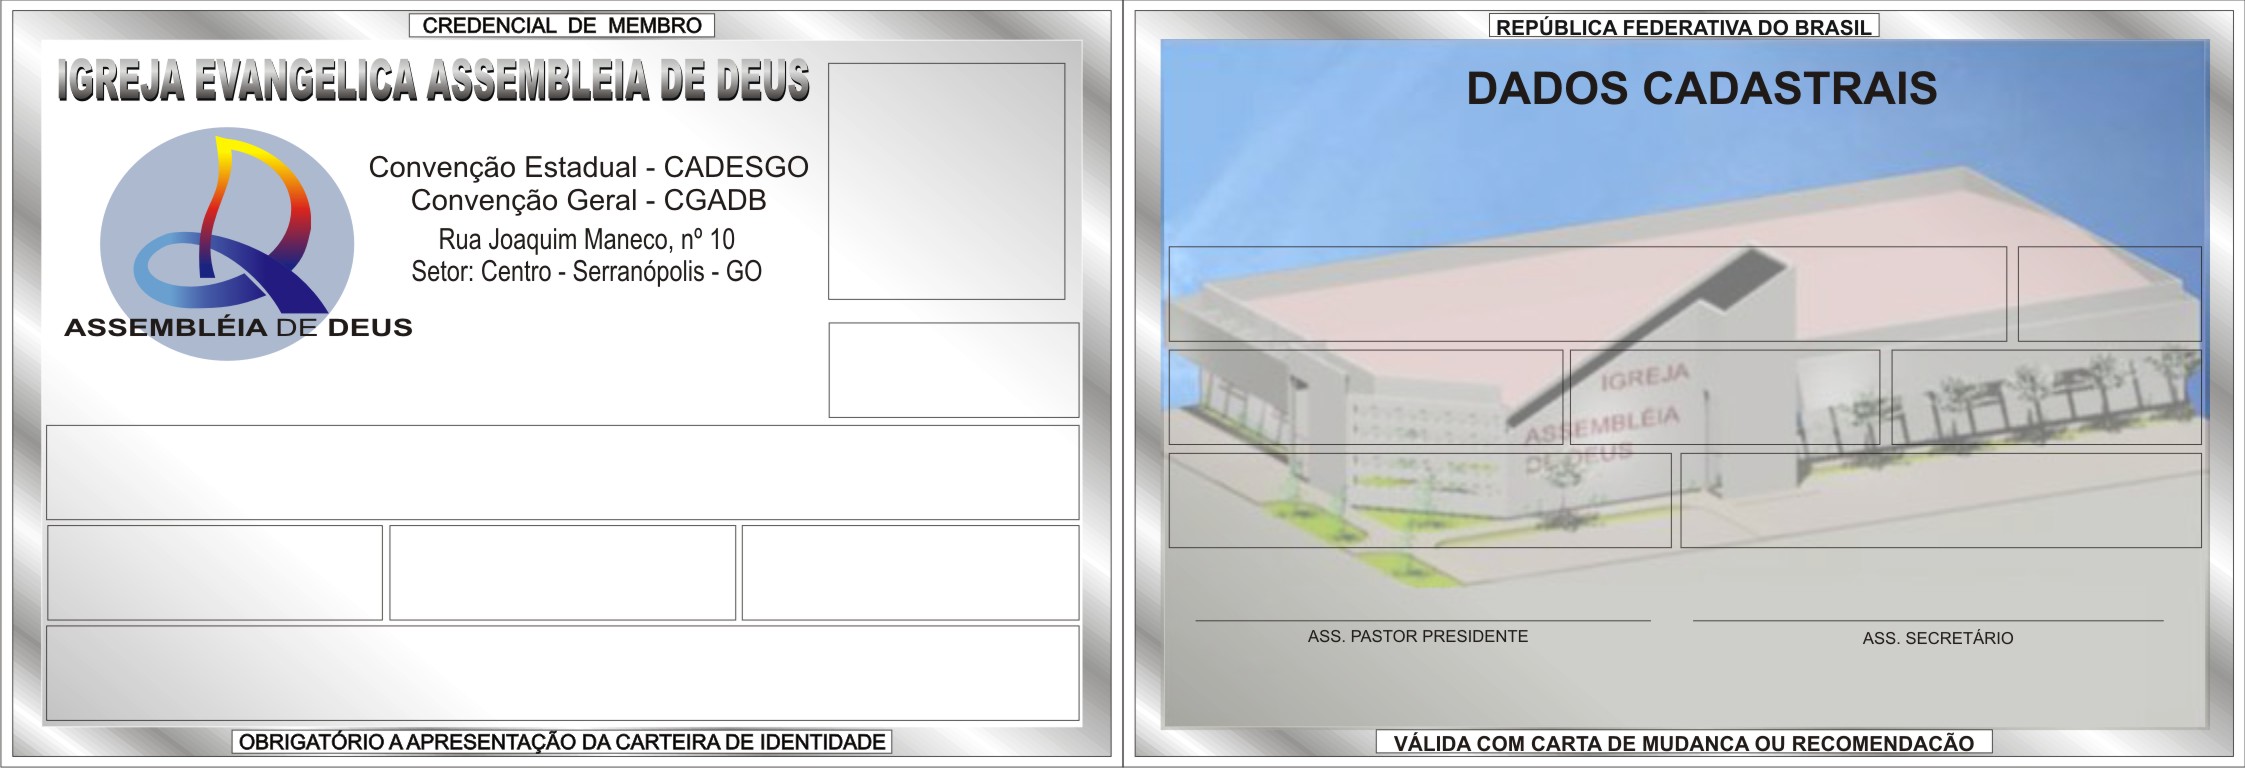 CREDENCIAL DE MEMBRO
IGREJA EVANGELICA ASSEMBLEIA DE DEUS
Convenção Estadual - CADESGO
Convenção Geral - CGADB
Rua Joaquim Maneco, nº 10
Setor: Centro - Serranópolis - GO
ASSEMBLÉIA DE DEUS
OBRIGATÓRIO A APRESENTAÇÃO DA CARTEIRA DE IDENTIDADE
REPÚBLICA FEDERATIVA DO BRASIL
DADOS CADASTRAIS
IGREJA
ASSEMBLÉIA
DE DEUS
ASS. PASTOR PRESIDENTE
ASS. SECRETÁRIO
VÁLIDA COM CARTA DE MUDANCA OU RECOMENDACÃO